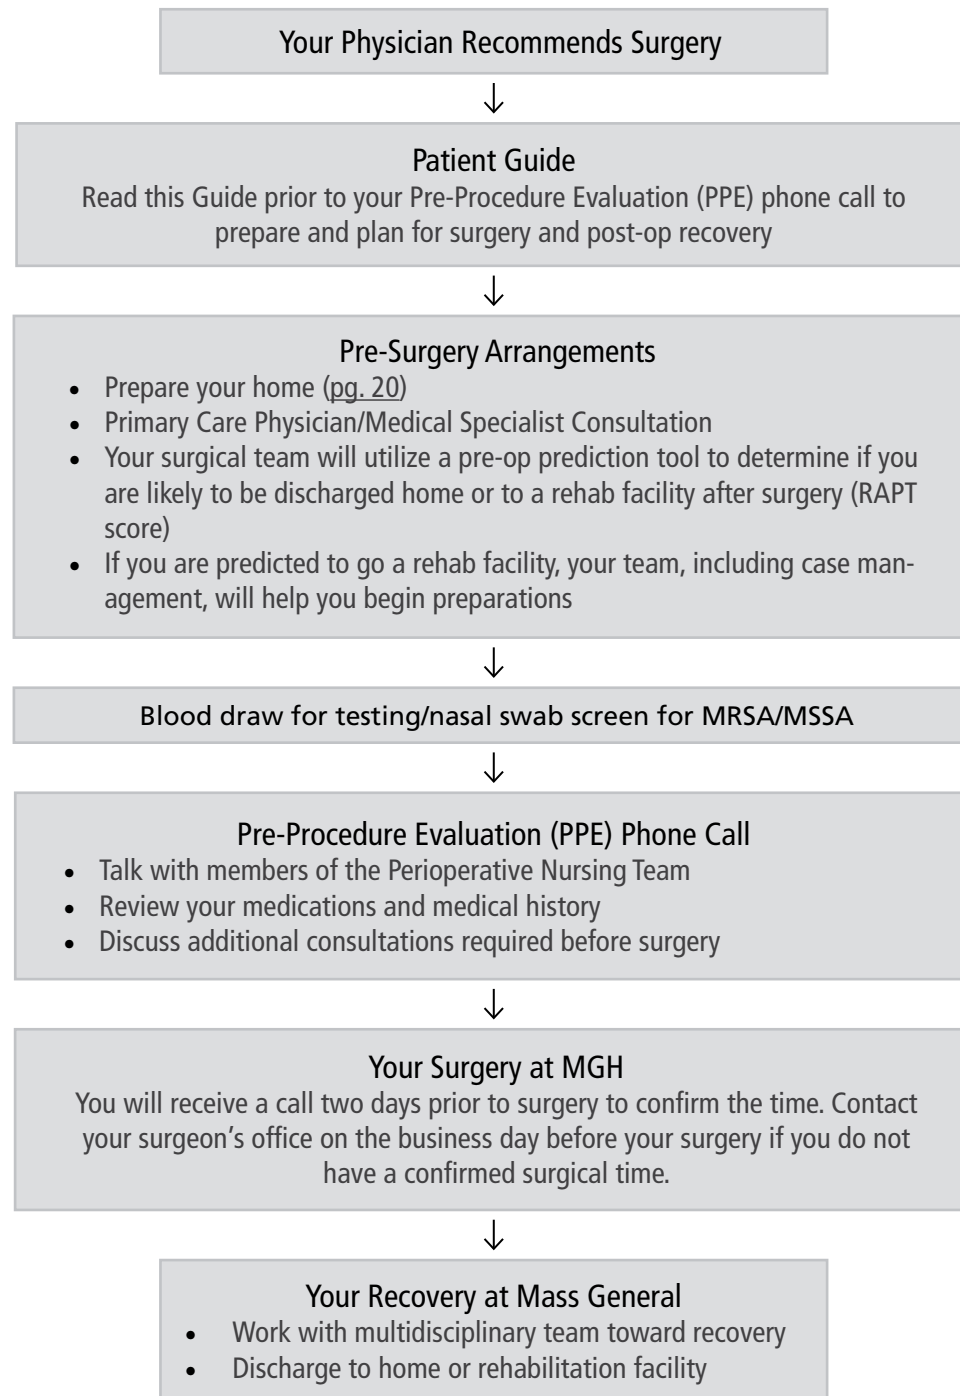 Your Physician Recommends Surgery
↓
Patient Guide
Read this Guide prior to your Pre-Procedure Evaluation (PPE) phone call to
prepare and plan for surgery and post-op recovery
↓
Pre-Surgery Arrangements
• Prepare your home (pg. 20)
• Primary Care Physician/Medical Specialist Consultation
• Your surgical team will utilize a pre-op prediction tool to determine if you
are likely to be discharged home or to a rehab facility after surgery (RAPT
score)
• If you are predicted to go a rehab facility, your team, including case man-
agement, will help you begin preparations
↓
Blood draw for testing/nasal swab screen for MRSA/MSSA
↓
Pre-Procedure Evaluation (PPE) Phone Call
• Talk with members of the Perioperative Nursing Team
• Review your medications and medical history
• Discuss additional consultations required before surgery
↓
Your Surgery at MGH
You will receive a call two days prior to surgery to confirm the time. Contact
your surgeon’s office on the business day before your surgery if you do not
have a confirmed surgical time.
↓
Your Recovery at Mass General
• Work with multidisciplinary team toward recovery
• Discharge to home or rehabilitation facility